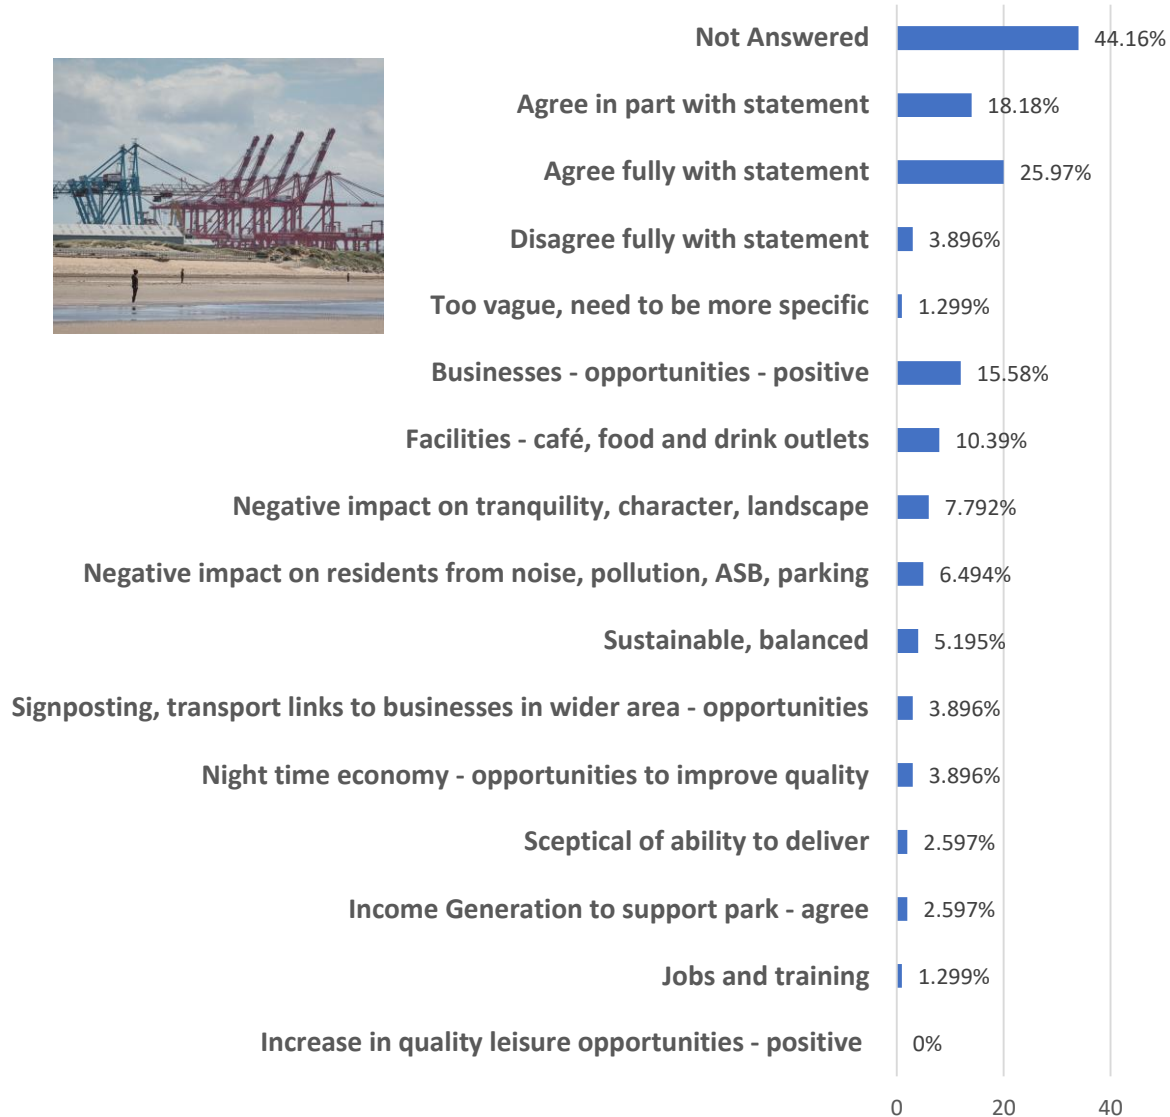 Not Answered 44.16%
Agree in part with statement 18.18%
Agree fully with statement 25.97%
Disagree fully with statement 3.896%
Too vague, need to be more specific 1.299%
Businesses - opportunities - positive 15.58%
Facilities - café, food and drink outlets 10.39%
Negative impact on tranquility, character, landscape 7.792%
Negative impact on residents from noise, pollution, ASB, parking 6.494%
Sustainable, balanced 5.195%
Signposting, transport links to businesses in wider area - opportunities 3.896%
Night time economy - opportunities to improve quality 3.896%
Sceptical of ability to deliver 2.597%
Income Generation to support park - agree 2.597%
Jobs and training 1.299%
Increase in quality leisure opportunities - positive 0%
0 20 40